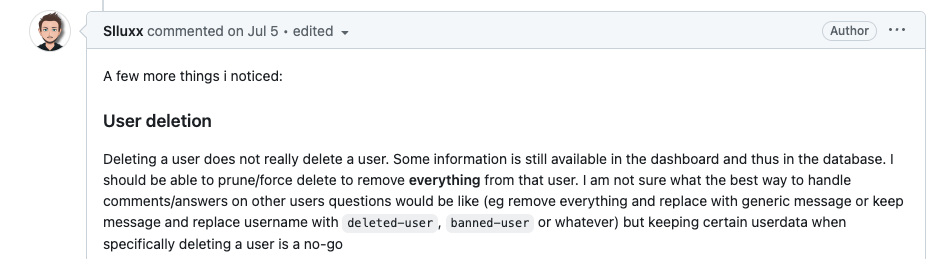 Slluxx commented on Jul 5 • edited
Author
A few more things i noticed:
User deletion
Deleting a user does not really delete a user. Some information is still available in the dashboard and thus in the database. I
should be able to prune/force delete to remove everything from that user. I am not sure what the best way to handle
comments/answers on other users questions would be like (eg remove everything and replace with generic message or keep
message and replace username with deleted-user, banned-user or whatever) but keeping certain userdata when
specifically deleting a user is a no-go